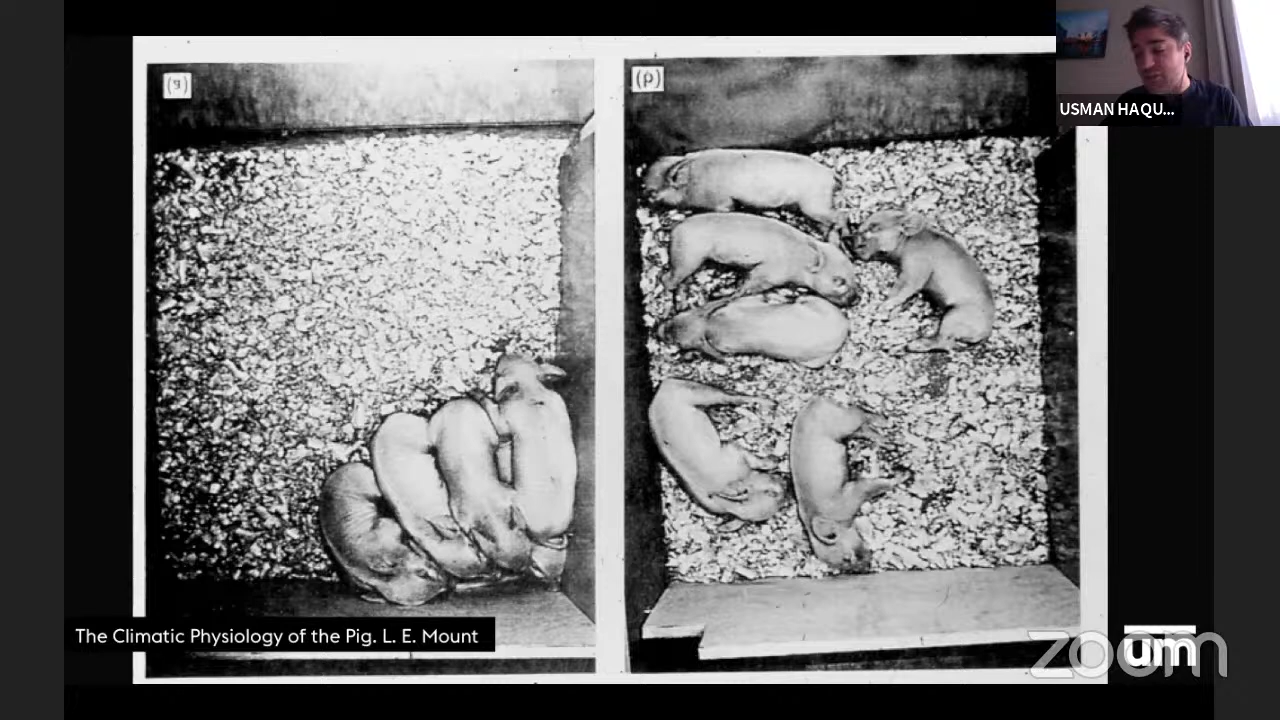 (a)
(b)
USMAN HAQU...
The Climatic Physiology of the Pig. L. E. Mount
zoom
um